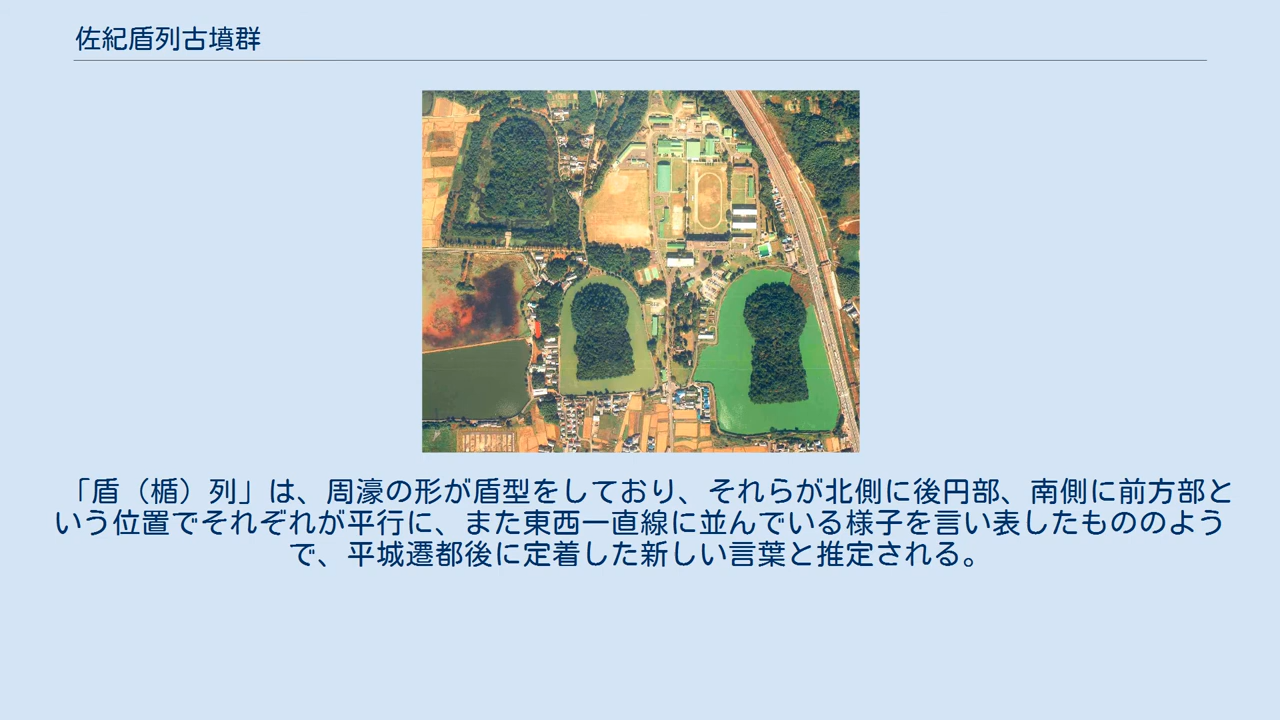 佐紀盾列古墳群
「盾（楯）列」は、周濠の形が盾型をしており、それらが北側に後円部、南側に前方部と
いう位置でそれぞれが平行に、また東西一直線に並んでいる様子を言い表したもののよう
で、平城遷都後に定着した新しい言葉と推定される。